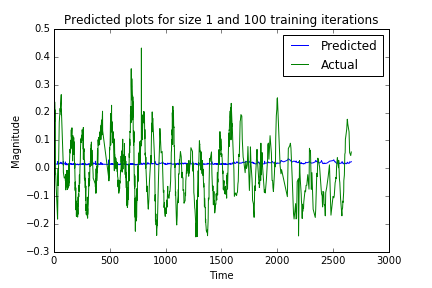 Predicted plots for size 1 and 100 training iterations
Predicted
Actual
Magnitude
0.5
0.4
0.3
0.2
0.1
0.0
−0.1
−0.2
−0.3
0 500 1000 1500 2000 2500 3000
Time